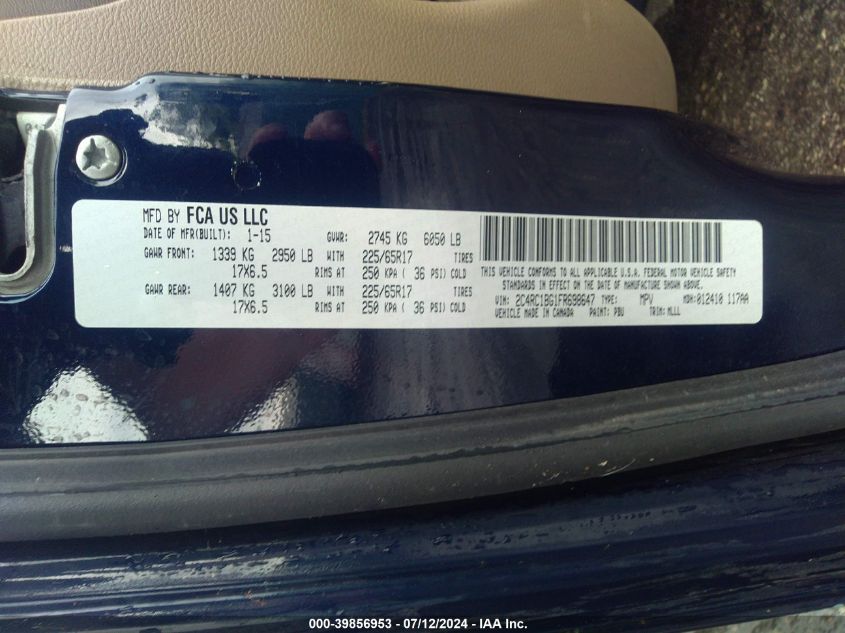 MFD BY FCA US LLC
DATE OF MFR(BUILT): 1-15 GVWR: 2745 KG 6050 LB
GAWR FRONT: 1339 KG 2950 LB WITH 225/65R17 TIRES
17X6.5 RIMS AT 250 KPA ( 36 PSI) COLD
GAWR REAR: 1407 KG 3100 LB WITH 225/65R17 TIRES
17X6.5 RIMS AT 250 KPA ( 36 PSI) COLD
THIS VEHICLE CONFORMS TO ALL APPLICABLE U.S.A. FEDERAL MOTOR VEHICLE SAFETY
STANDARDS IN EFFECT ON THE DATE OF MANUFACTURE SHOWN ABOVE.
VIN: 2C4RC1BG1FR698647 TYPE: MPV MDH:012410 117AA
VEHICLE MADE IN CANADA PAINT: PBU TRIM: MLLL
000-39856953 - 07/12/2024 - IAA Inc.